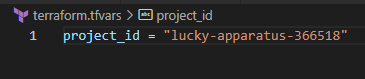 terraform.tfvars > project_id
1 project_id = "lucky-apparatus-366518"